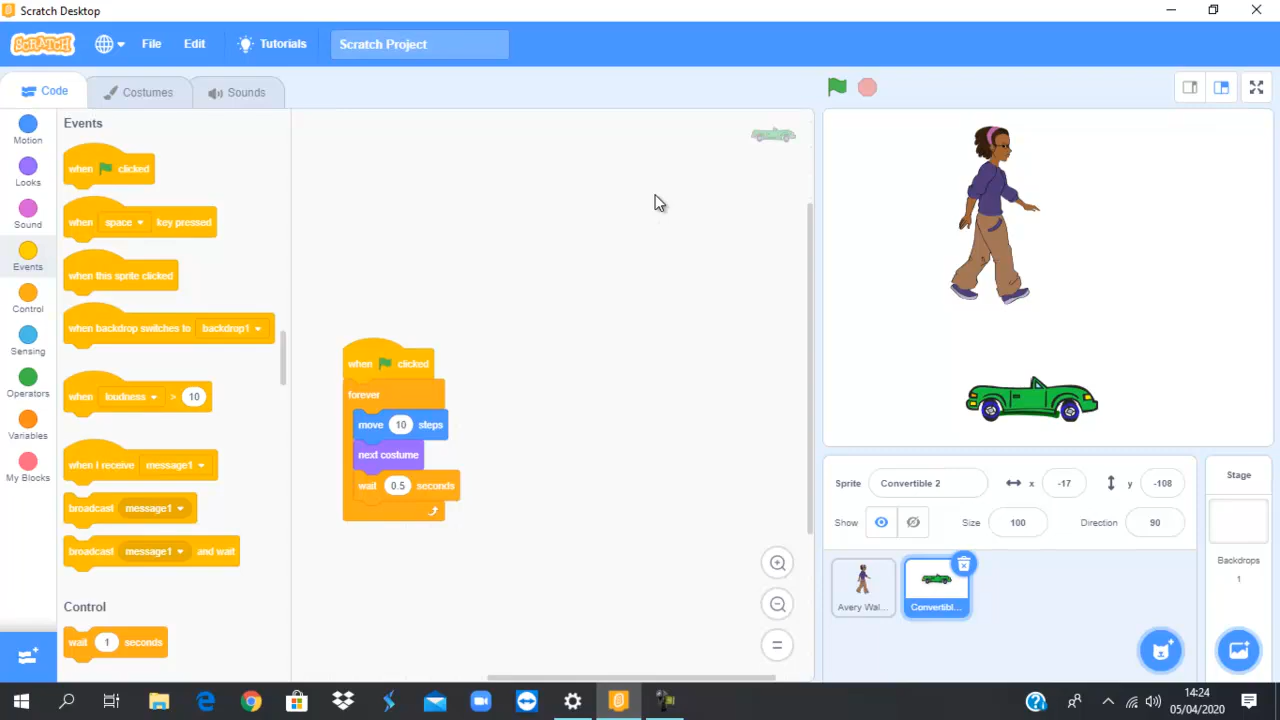 Scratch Desktop
SCRATCH File Edit Tutorials Scratch Project
Code Costumes Sounds
Motion
Looks
Sound
Events
Control
Sensing
Operators
Variables
My Blocks
Events
when clicked
when space key pressed
when this sprite clicked
when backdrop switches to backdrop1
when loudness > 10
when I receive message1
broadcast message1
broadcast message1 and wait
Control
wait 1 seconds
when clicked
forever
move 10 steps
next costume
wait 0.5 seconds
Sprite Convertible 2 x -17 y -108
Show Size 100 Direction 90
Avery Wal...
Convertibl...
Stage
Backdrops
1
14:24
05/04/2020